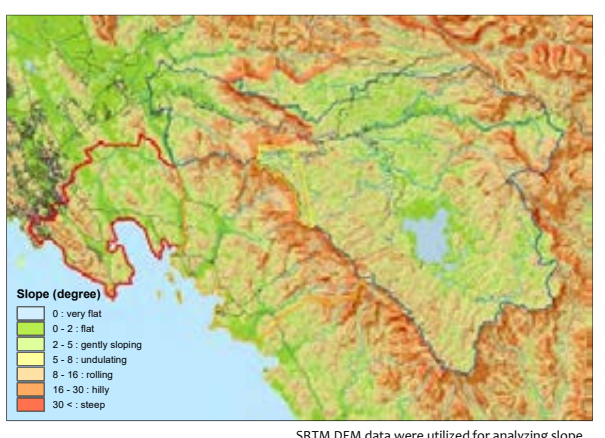 Slope (degree)
0 : very flat
0 - 2 : flat
2 - 5 : gently sloping
5 - 8 : undulating
8 - 16 : rolling
16 - 30 : hilly
30 < : steep
SRTM DEM data were utilized for analyzing slope